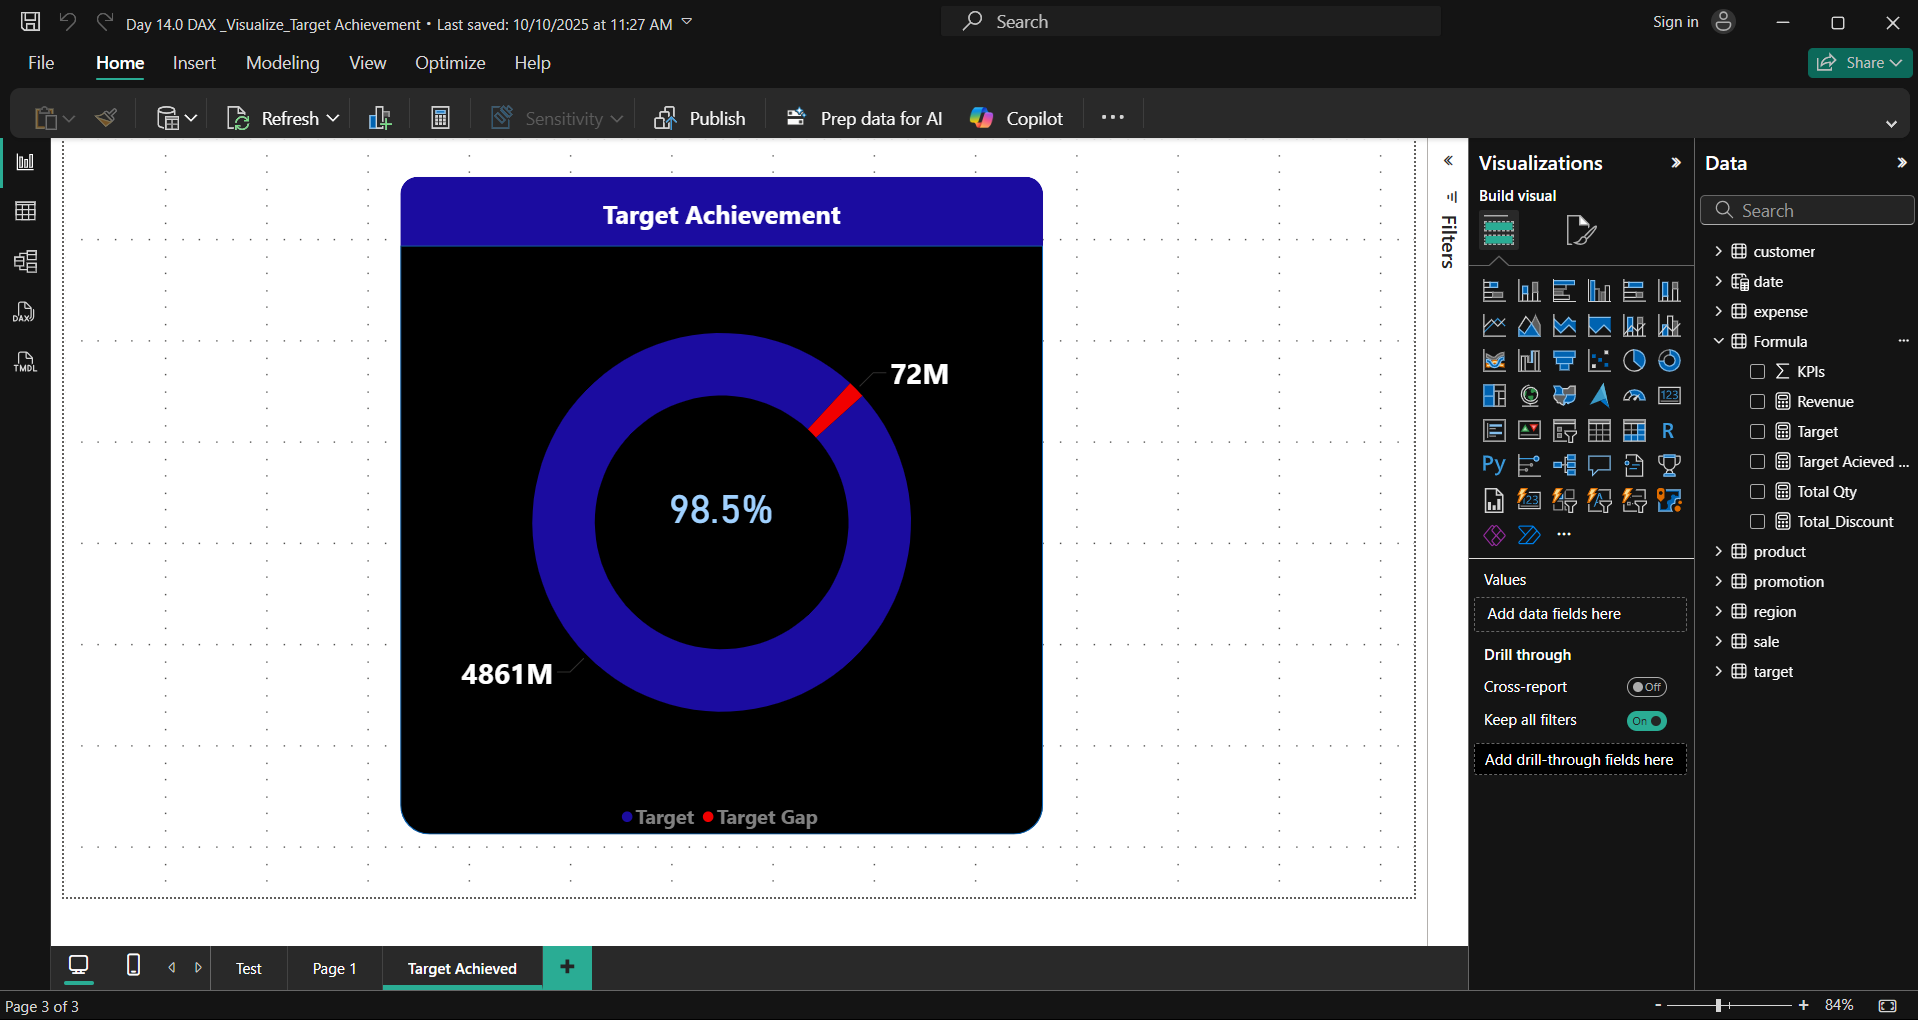 Day 14.0 DAX _Visualize_Target Achievement • Last saved: 10/10/2025 at 11:27 AM
Search
Sign in
File
Home
Insert
Modeling
View
Optimize
Help
Share
Refresh
Sensitivity
Publish
Prep data for AI
Copilot
DAX
TMDL
Target Achievement
72M
98.5%
4861M
Target
Target Gap
Filters
Visualizations
Build visual
123
R
Py
123
Values
Add data fields here
Drill through
Cross-report
Off
Keep all filters
On
Add drill-through fields here
Data
Search
customer
date
expense
Formula
KPIs
Revenue
Target
Target Acieved ...
Total Qty
Total_Discount
product
promotion
region
sale
target
Test
Page 1
Target Achieved
Page 3 of 3
84%